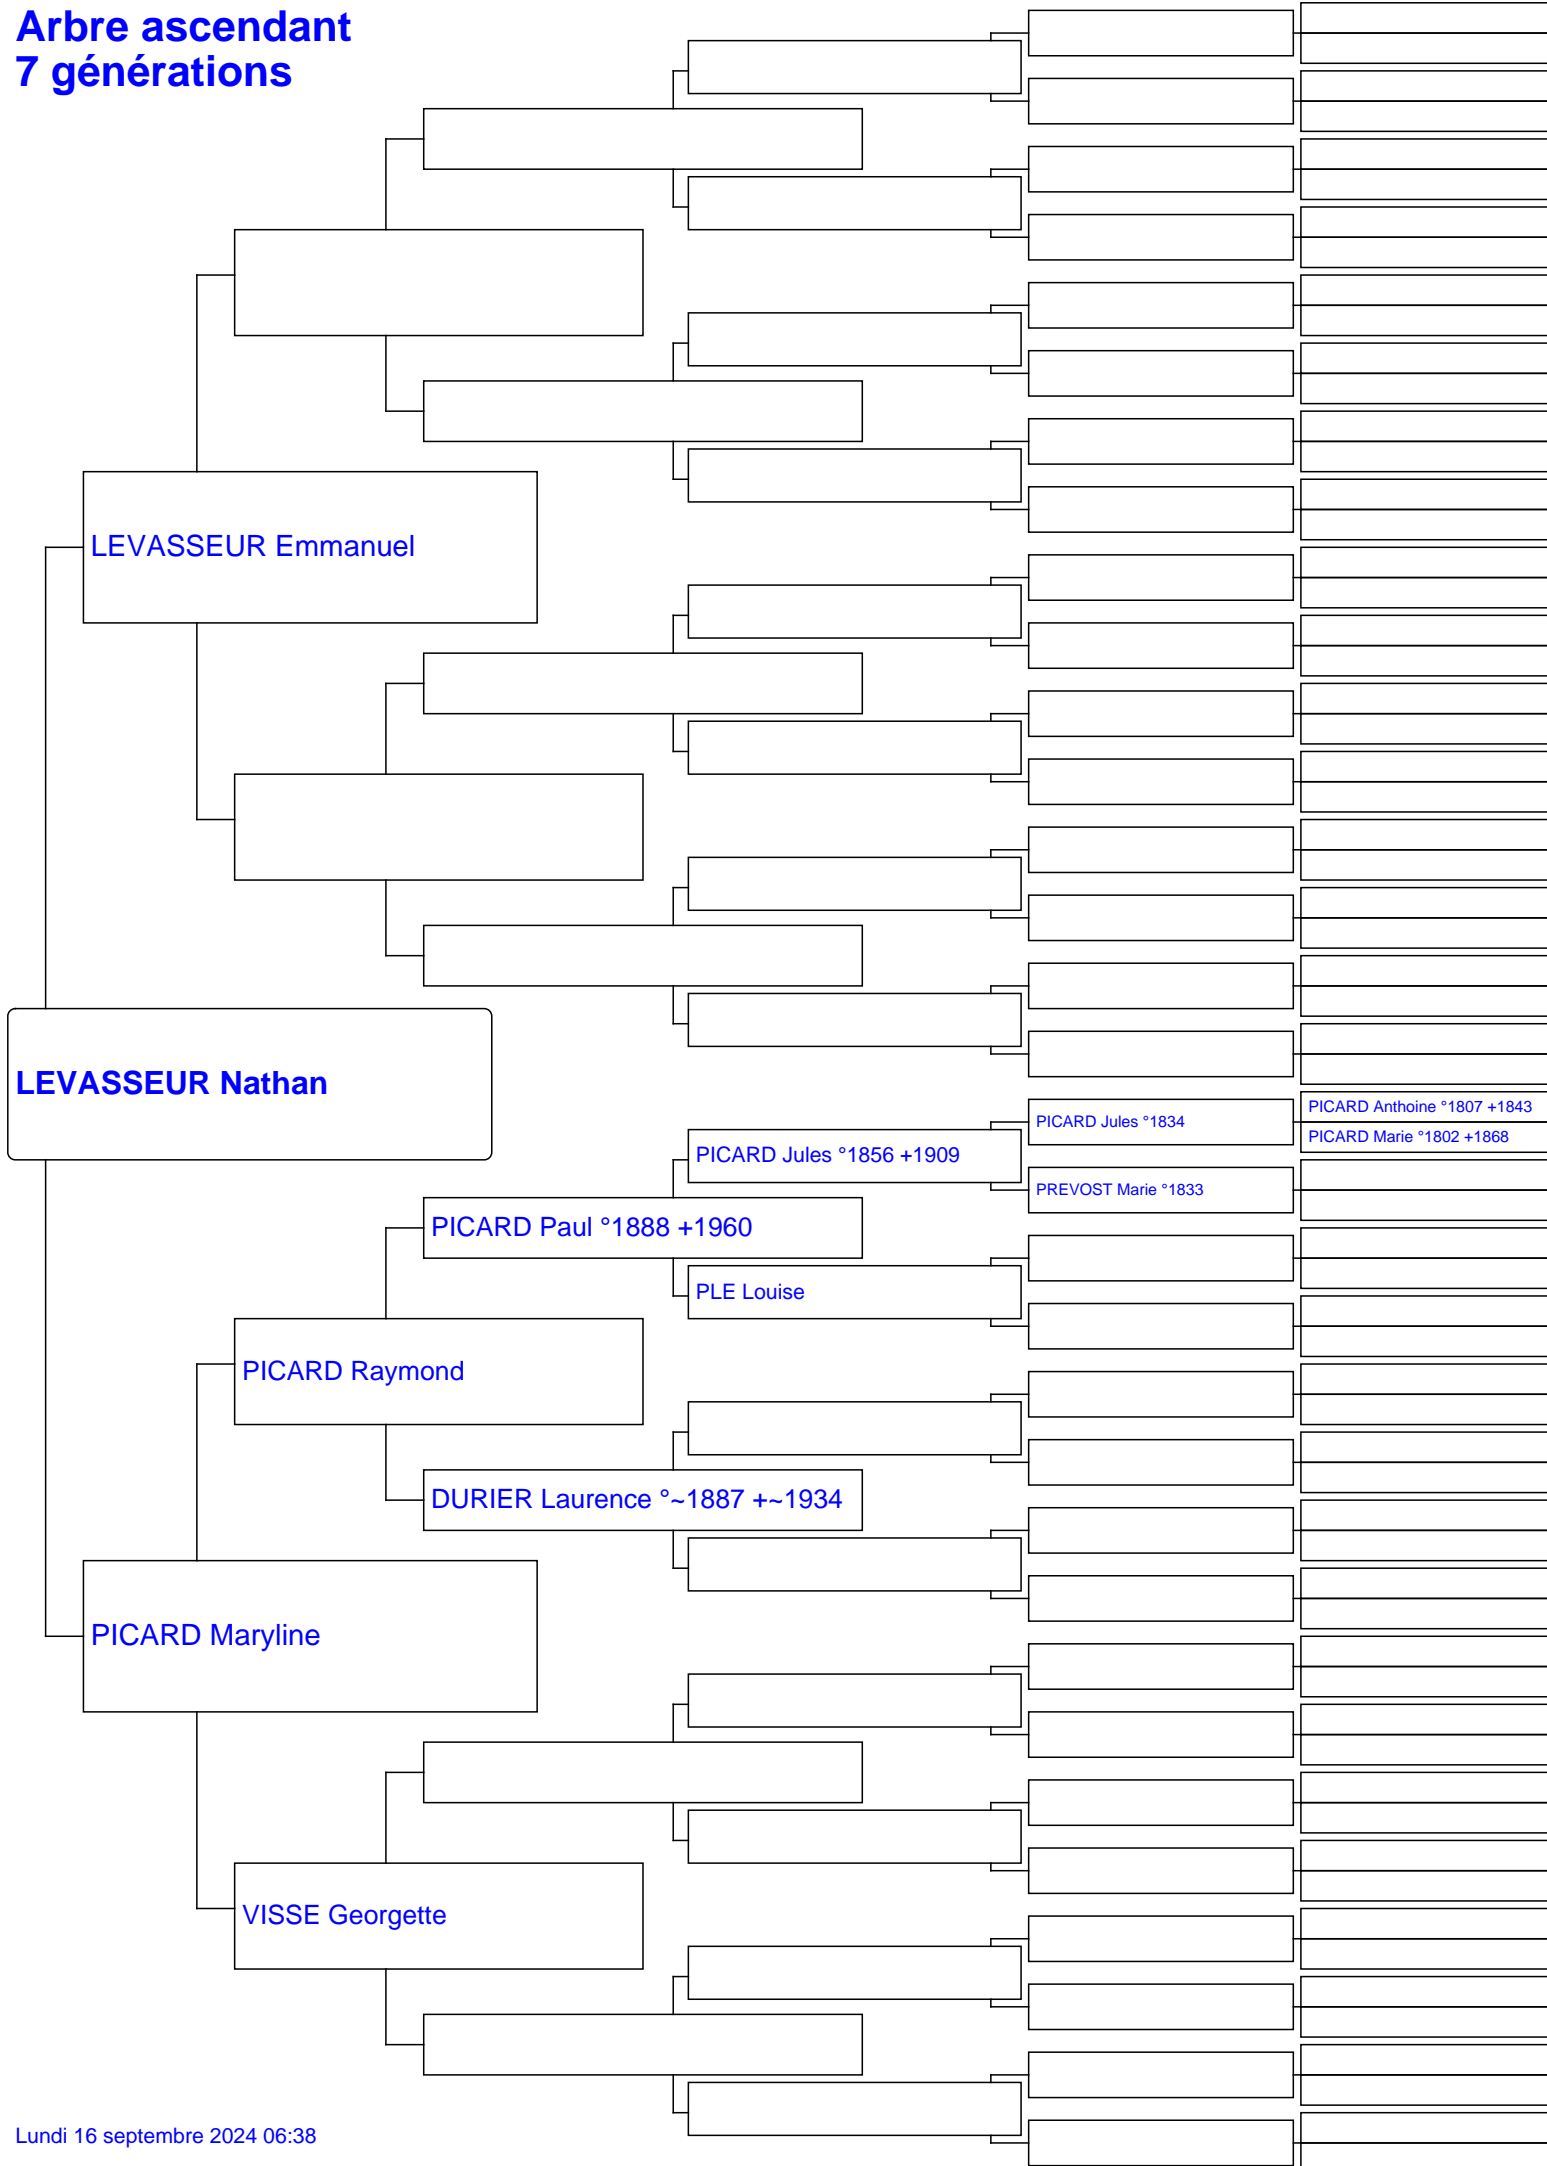 Arbre ascendant
7 générations
LEVASSEUR Emmanuel
LEVASSEUR Nathan
PICARD Anthoine °1807 +1843
PICARD Jules °1834
PICARD Marie °1802 +1868
PICARD Jules °1856 +1909
PREVOST Marie °1833
PICARD Paul °1888 +1960
PLE Louise
PICARD Raymond
DURIER Laurence °~1887 +~1934
PICARD Maryline
VISSE Georgette
Lundi 16 septembre 2024 06:38